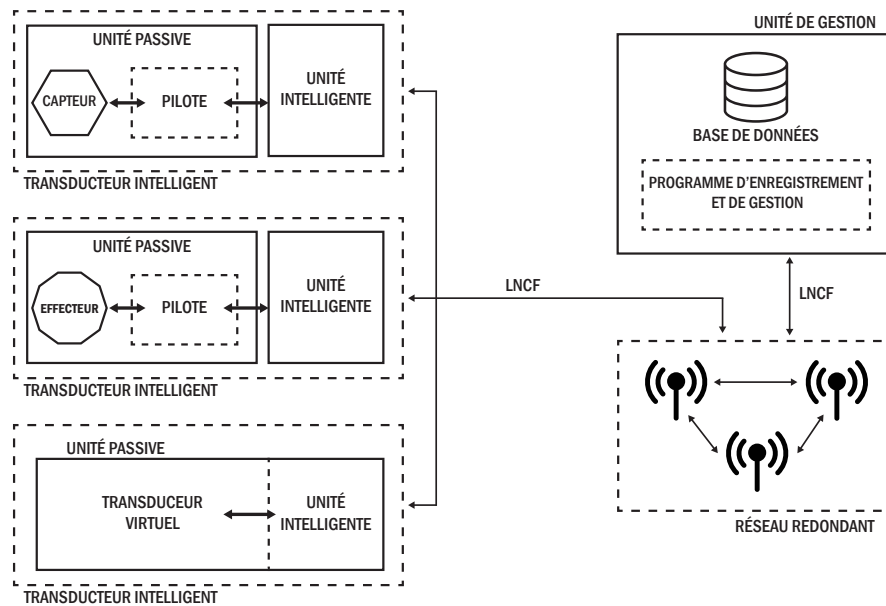 UNITÉ PASSIVE
CAPTEUR
PILOTE
UNITÉ
INTELLIGENTE
TRANSDUCTEUR INTELLIGENT
UNITÉ PASSIVE
EFFECTEUR
PILOTE
UNITÉ
INTELLIGENTE
TRANSDUCTEUR INTELLIGENT
UNITÉ PASSIVE
TRANSDUCEUR
VIRTUEL
UNITÉ
INTELLIGENTE
TRANSDUCTEUR INTELLIGENT
LNCF
UNITÉ DE GESTION
BASE DE DONNÉES
PROGRAMME D'ENREGISTREMENT
ET DE GESTION
LNCF
RÉSEAU REDONDANT